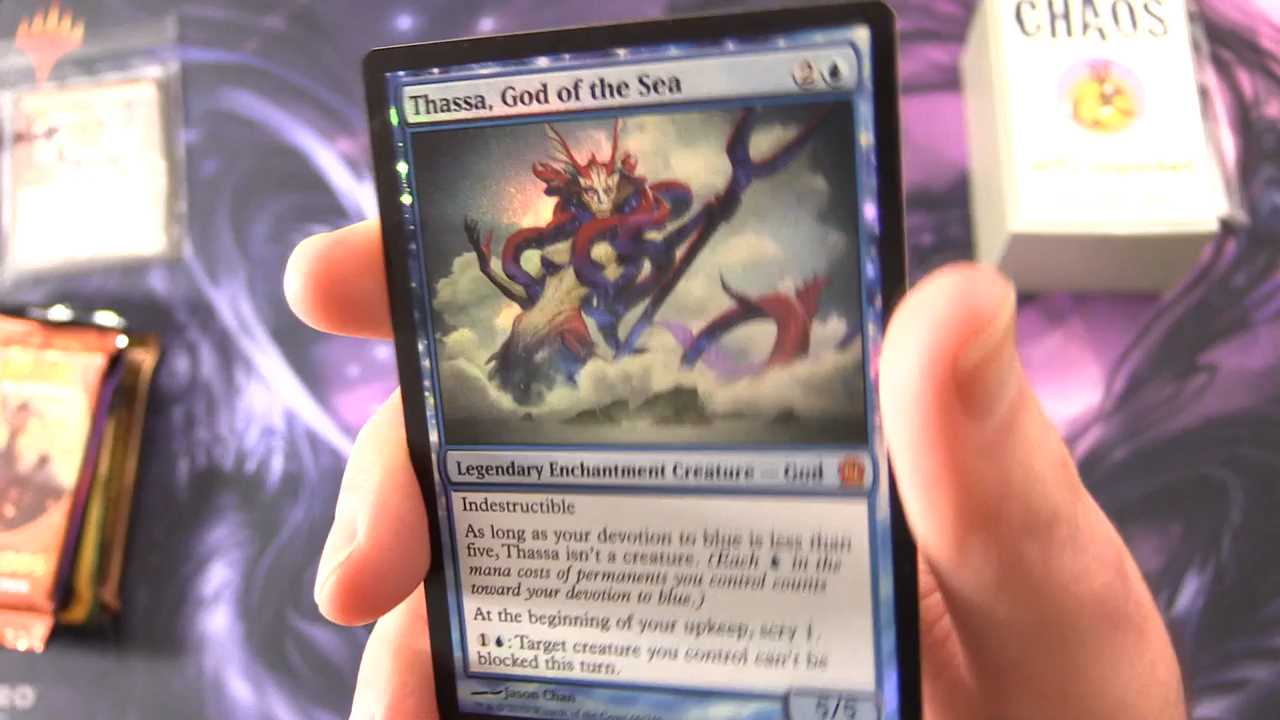 CHAOS
Thassa, God of the Sea
2
Legendary Enchantment Creature — God
Indestructible
As long as your devotion to blue is less than
five, Thassa isn't a creature. (Each in the
mana costs of permanents you control counts
toward your devotion to blue.)
At the beginning of your upkeep, scry 1.
1 : Target creature you control can't be
blocked this turn.
Jason Chan
5/5